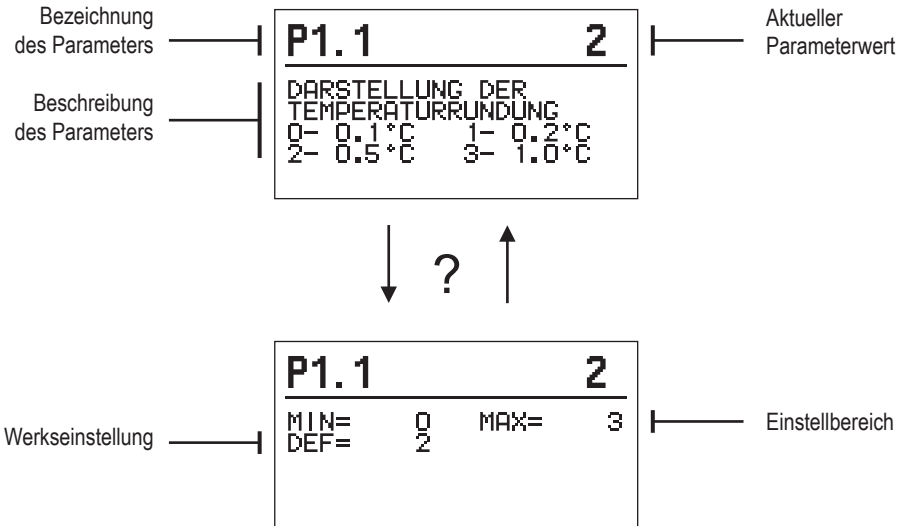 Bezeichnung
des Parameters
P1.1 2
Aktueller
Parameterwert
Beschreibung
des Parameters
DARSTELLUNG DER
TEMPERATURRUNDUNG
0- 0.1°C 1- 0.2°C
2- 0.5°C 3- 1.0°C
?
P1.1 2
Werkseinstellung
MIN= 0 MAX= 3
DEF= 2
Einstellbereich